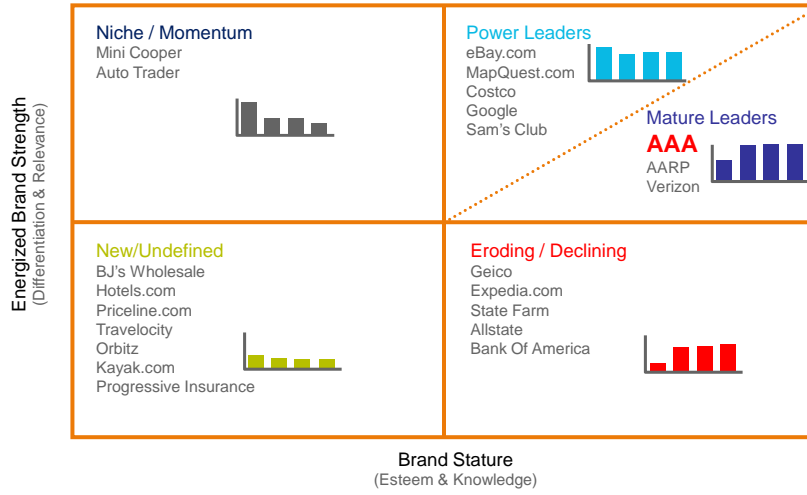 Niche / Momentum
Mini Cooper
Auto Trader
Power Leaders
eBay.com
MapQuest.com
Costco
Google
Sam's Club
Mature Leaders
AAA
AARP
Verizon
Energized Brand Strength
(Differentiation & Relevance)
New/Undefined
BJ's Wholesale
Hotels.com
Priceline.com
Travelocity
Orbitz
Kayak.com
Progressive Insurance
Eroding / Declining
Geico
Expedia.com
State Farm
Allstate
Bank Of America
Brand Stature
(Esteem & Knowledge)